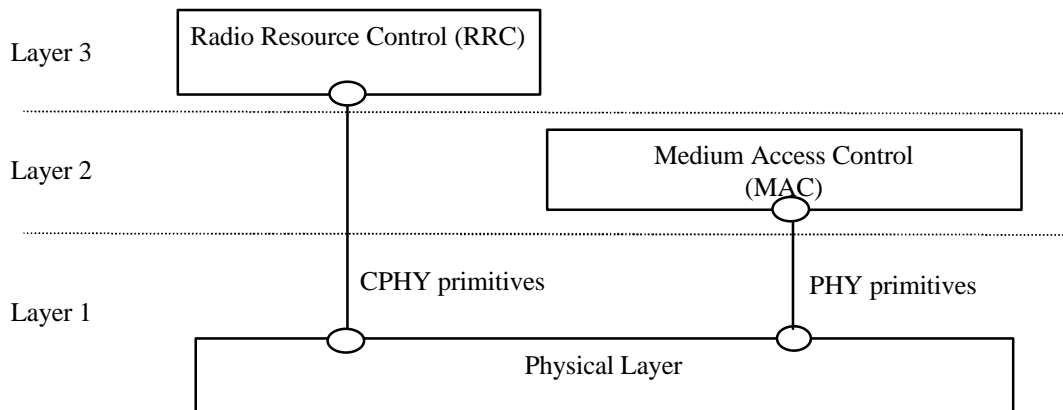 Radio Resource Control (RRC)
Layer 3
Medium Access Control
(MAC)
Layer 2
CPHY primitives
PHY primitives
Layer 1
Physical Layer